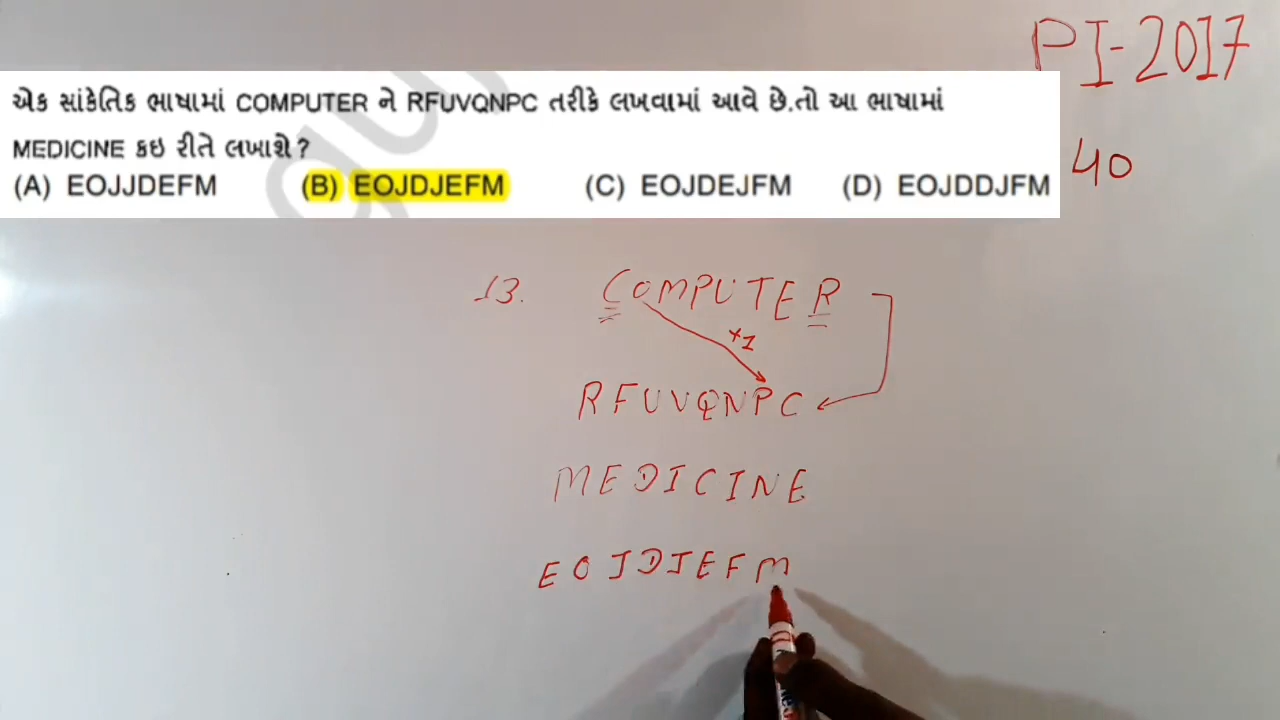 PI-2017
એક સાંકેતિક ભાષામાં COMPUTER ને RFUVQNPC તરીકે લખવામાં આવે છે.તો આ ભાષામાં
MEDICINE કઇ રીતે લખાશે ?
(A) EOJJDEFM (B) EOJDJEFM (C) EOJDEJFM (D) EOJDDJFM
40
13. COMPUTER
+1
RFUVQNPC
MEDICINE
EOJDJEFM